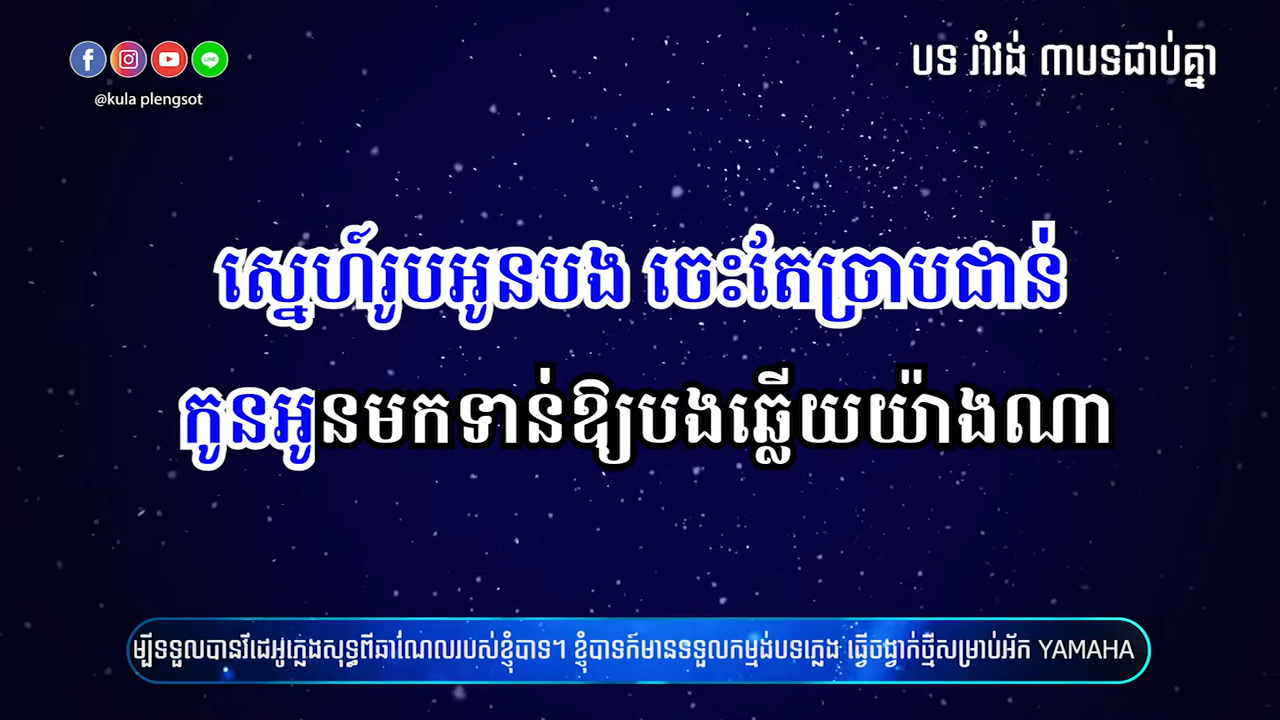 @kula plengsot
បទ រាំវង់ ៣បទជាប់គ្នា
ស្នេហ៍រូបអូនបង ចេះតែច្រាបជាន់
កូនអូនមកទាន់ឱ្យបងឆ្លើយយ៉ាងណា
ម្បីទទួលបានវីដេអូភ្លេងសុទ្ធពីឆាណែលរបស់ខ្ញុំបាទ។ ខ្ញុំបាទក៍មានទទួលកម្មង់បទភ្លេង ធ្វើចង្វាក់ថ្មីសម្រាប់អ័ក YAMAHA